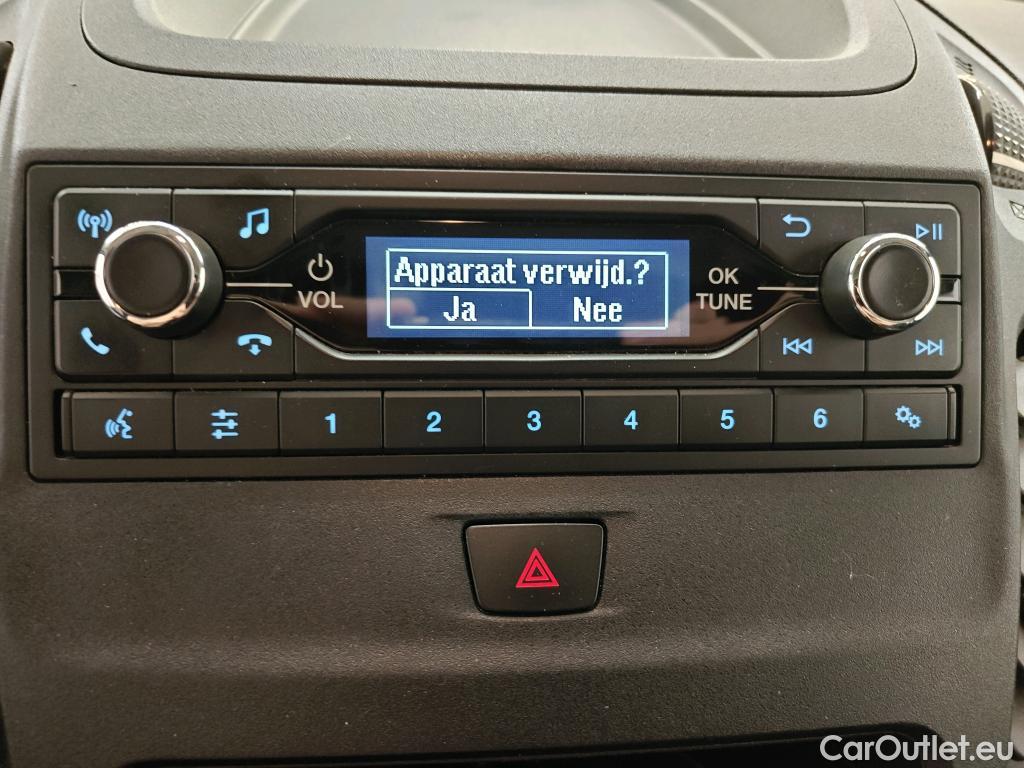 Apparaat verwijd.?
Ja Nee
VOL
OK
TUNE
1 2 3 4 5 6
CarOutlet.eu